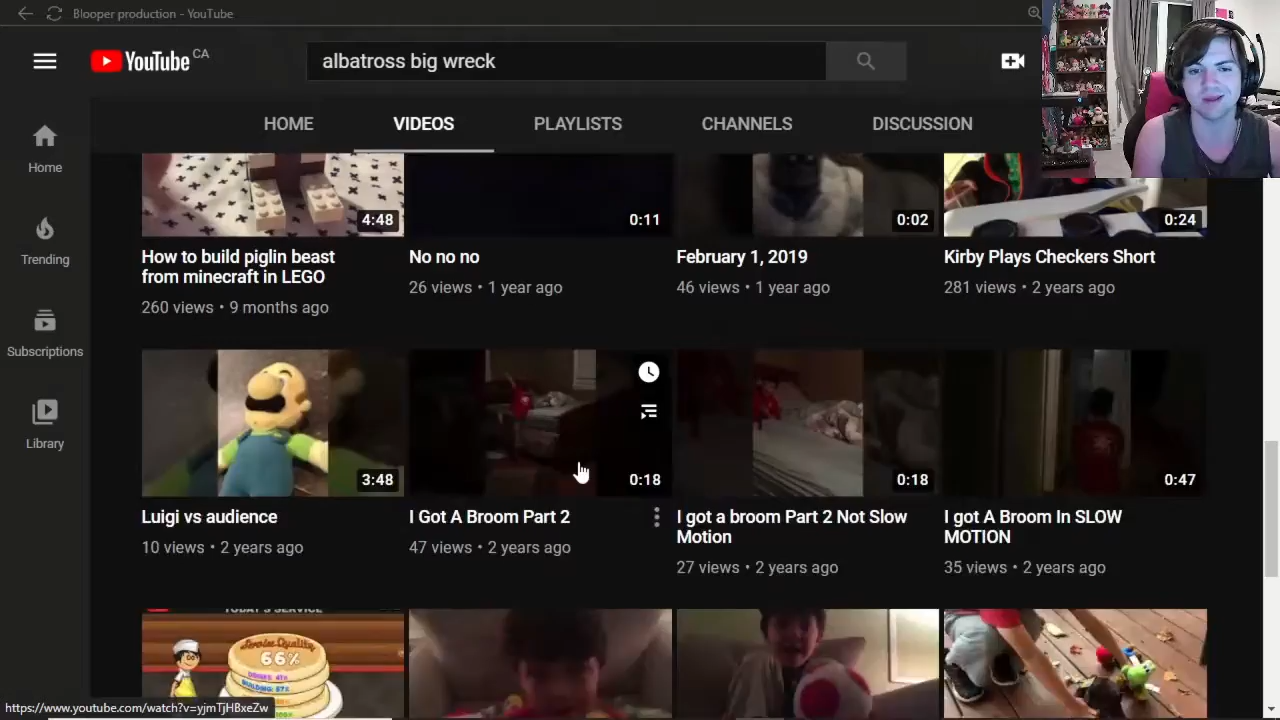 Blooper production - YouTube
YouTube CA
albatross big wreck
HOME VIDEOS PLAYLISTS CHANNELS DISCUSSION
Home
Trending
Subscriptions
Library
4:48
0:11
0:02
0:24
How to build piglin beast
from minecraft in LEGO
260 views • 9 months ago
No no no
26 views • 1 year ago
February 1, 2019
46 views • 1 year ago
Kirby Plays Checkers Short
281 views • 2 years ago
3:48
0:18
0:18
0:47
Luigi vs audience
10 views • 2 years ago
I Got A Broom Part 2
47 views • 2 years ago
I got a broom Part 2 Not Slow
Motion
27 views • 2 years ago
I got A Broom In SLOW
MOTION
35 views • 2 years ago
TODAY'S SERVICE
Service Quality
66%
https://www.youtube.com/watch?v=yjmTjHBxeZw